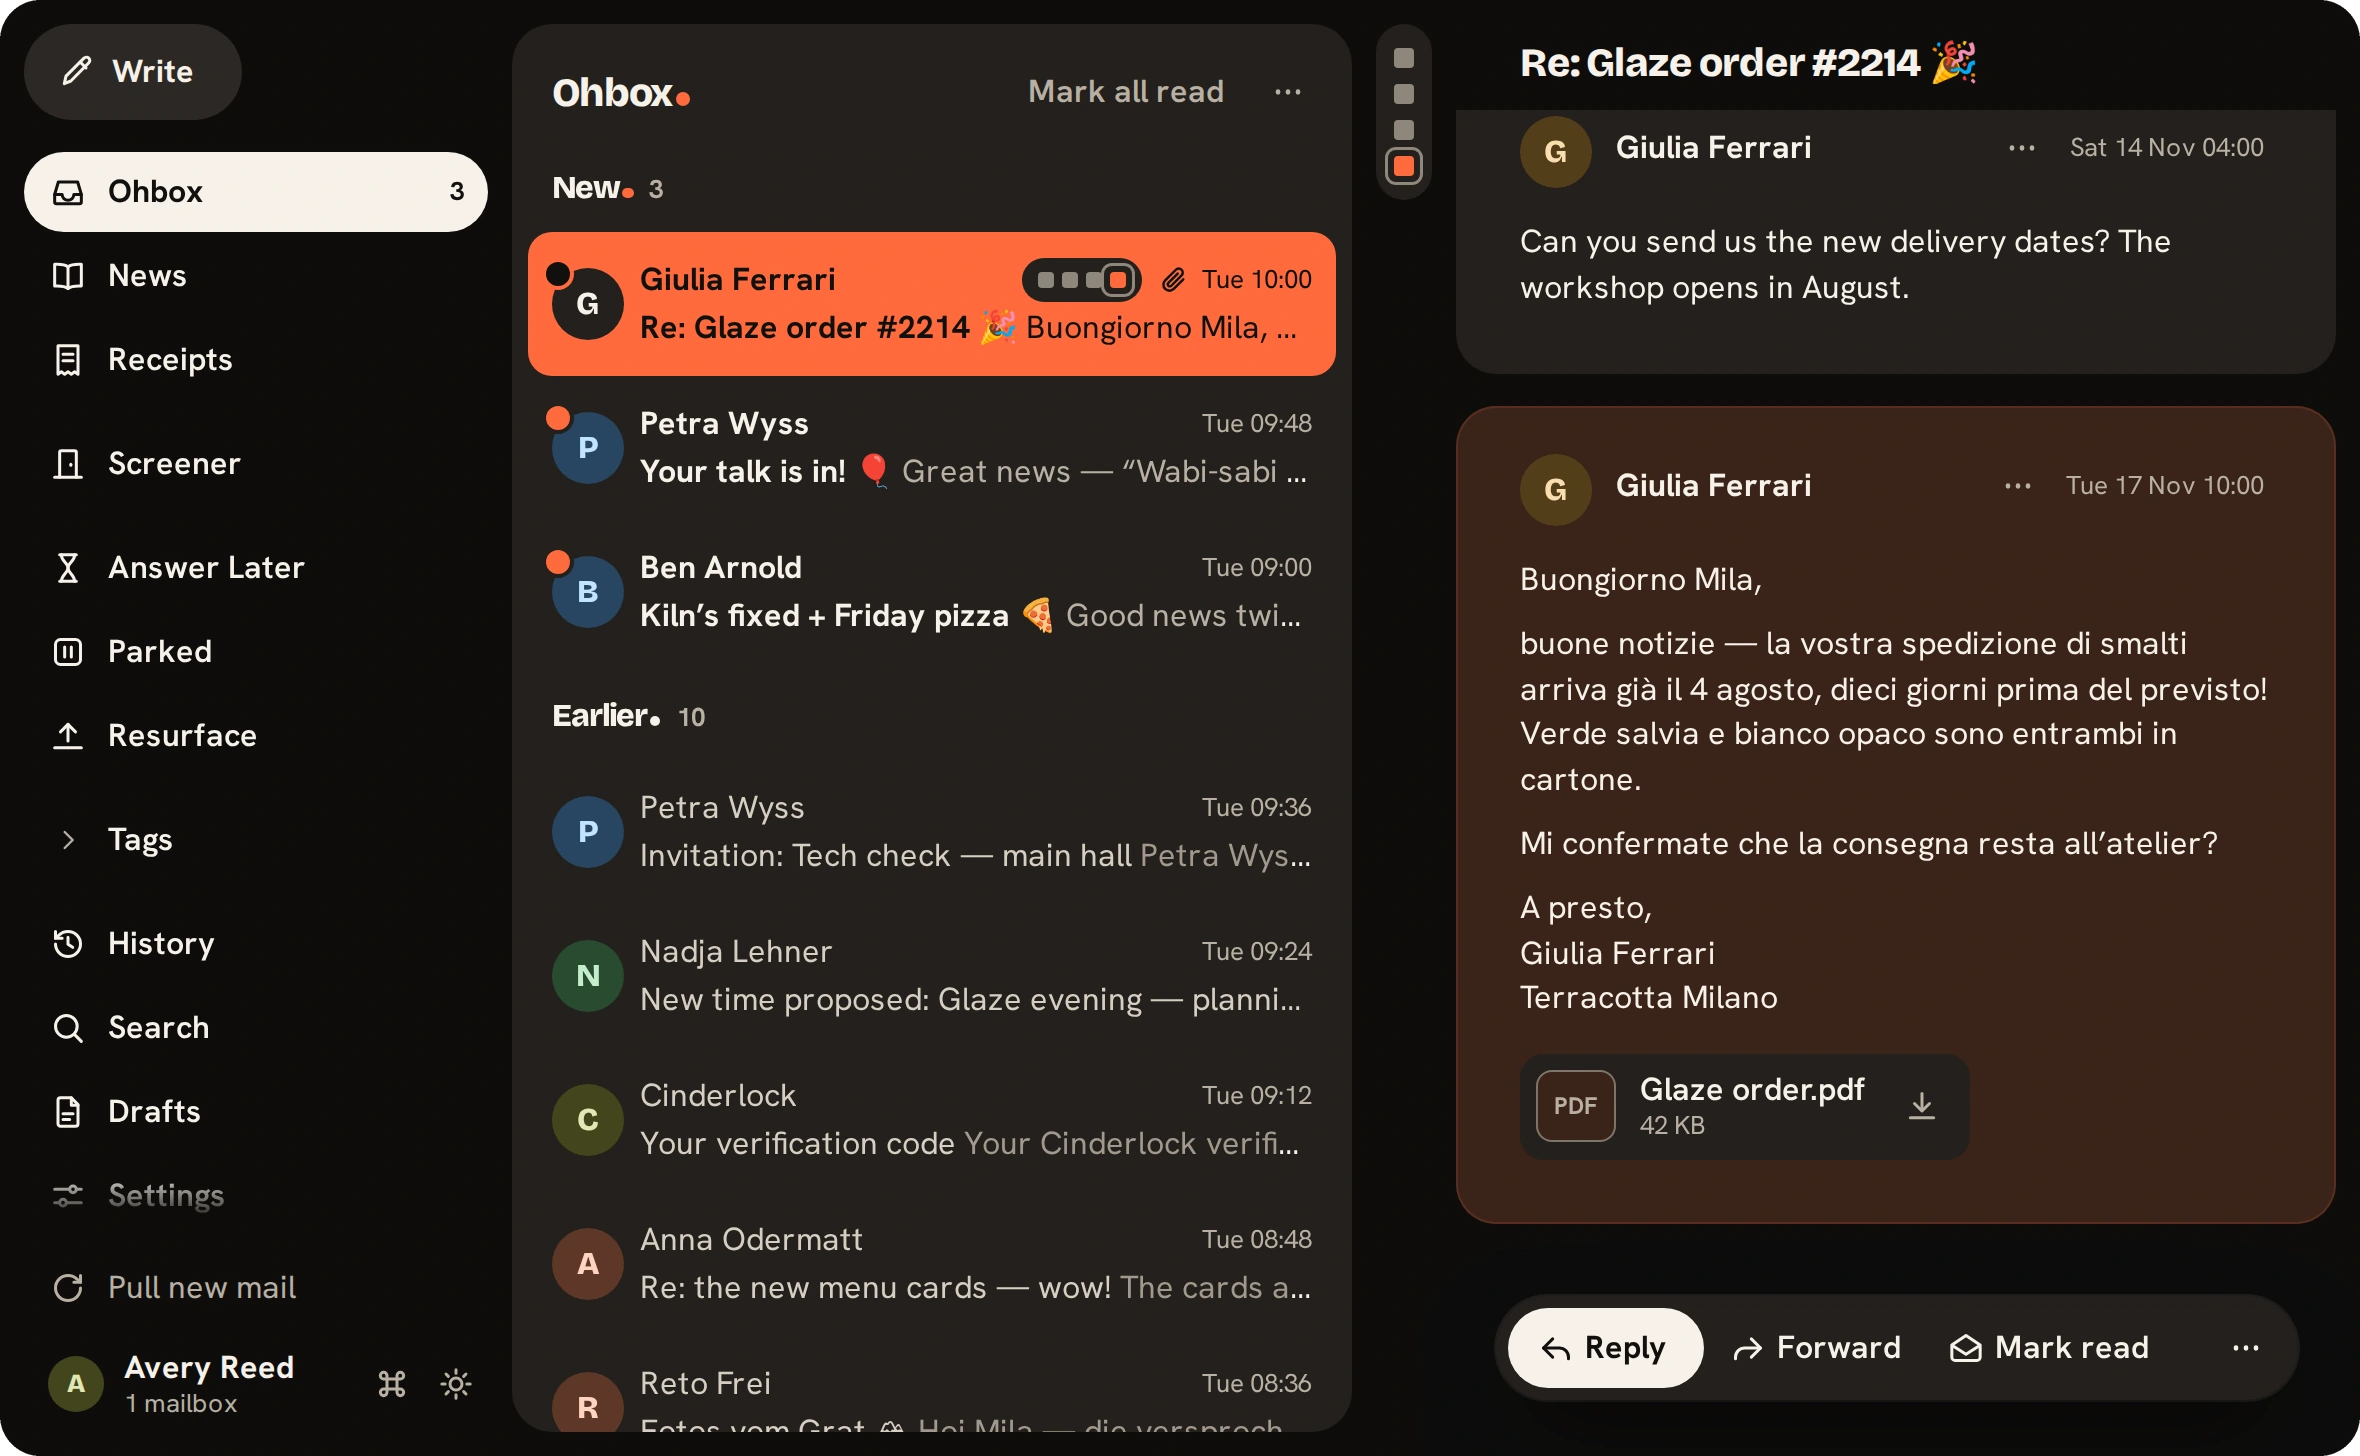 Write
Ohbox 3
News
Receipts
Screener
Answer Later
Parked
Resurface
Tags
History
Search
Drafts
Settings
Pull new mail
A Avery Reed
1 mailbox
Ohbox. Mark all read ···
New. 3
G Giulia Ferrari Tue 10:00
Re: Glaze order #2214 🎉 Buongiorno Mila, ...
P Petra Wyss Tue 09:48
Your talk is in! 🎈 Great news — “Wabi-sabi ...
B Ben Arnold Tue 09:00
Kiln’s fixed + Friday pizza 🍕 Good news twi...
Earlier. 10
P Petra Wyss Tue 09:36
Invitation: Tech check — main hall Petra Wys...
N Nadja Lehner Tue 09:24
New time proposed: Glaze evening — planni...
C Cinderlock Tue 09:12
Your verification code Your Cinderlock verifi...
A Anna Odermatt Tue 08:48
Re: the new menu cards — wow! The cards a...
R Reto Frei Tue 08:36
Fotos vom Grat 🏔 Hoi Mila — die versproch...
Re: Glaze order #2214 🎉
G Giulia Ferrari ··· Sat 14 Nov 04:00
Can you send us the new delivery dates? The
workshop opens in August.
G Giulia Ferrari ··· Tue 17 Nov 10:00
Buongiorno Mila,
buone notizie — la vostra spedizione di smalti
arriva già il 4 agosto, dieci giorni prima del previsto!
Verde salvia e bianco opaco sono entrambi in
cartone.
Mi confermate che la consegna resta all’atelier?
A presto,
Giulia Ferrari
Terracotta Milano
PDF Glaze order.pdf
42 KB
Reply Forward Mark read ···